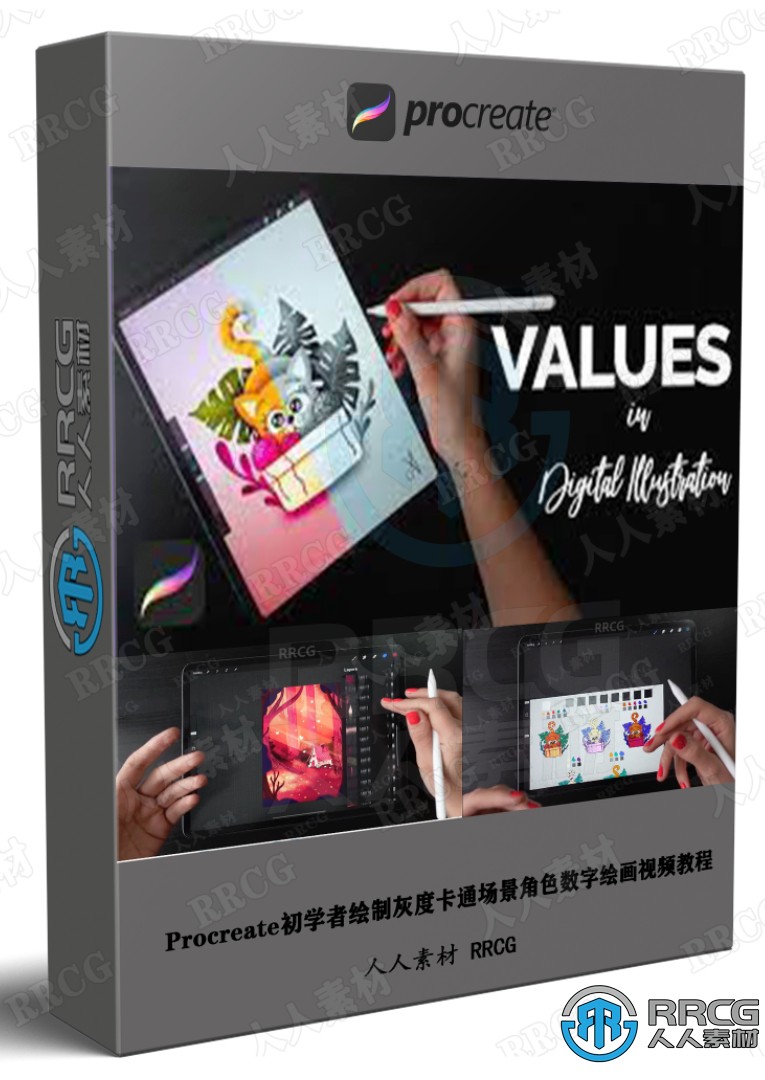 procreate
VALUES
in
Digital Illustration
RRCG
人人素材
RRCG
RRCG
Procreate初学者绘制灰度卡通场景角色数字绘画视频教程
人人素材 RRCG
RRCG
人人素材